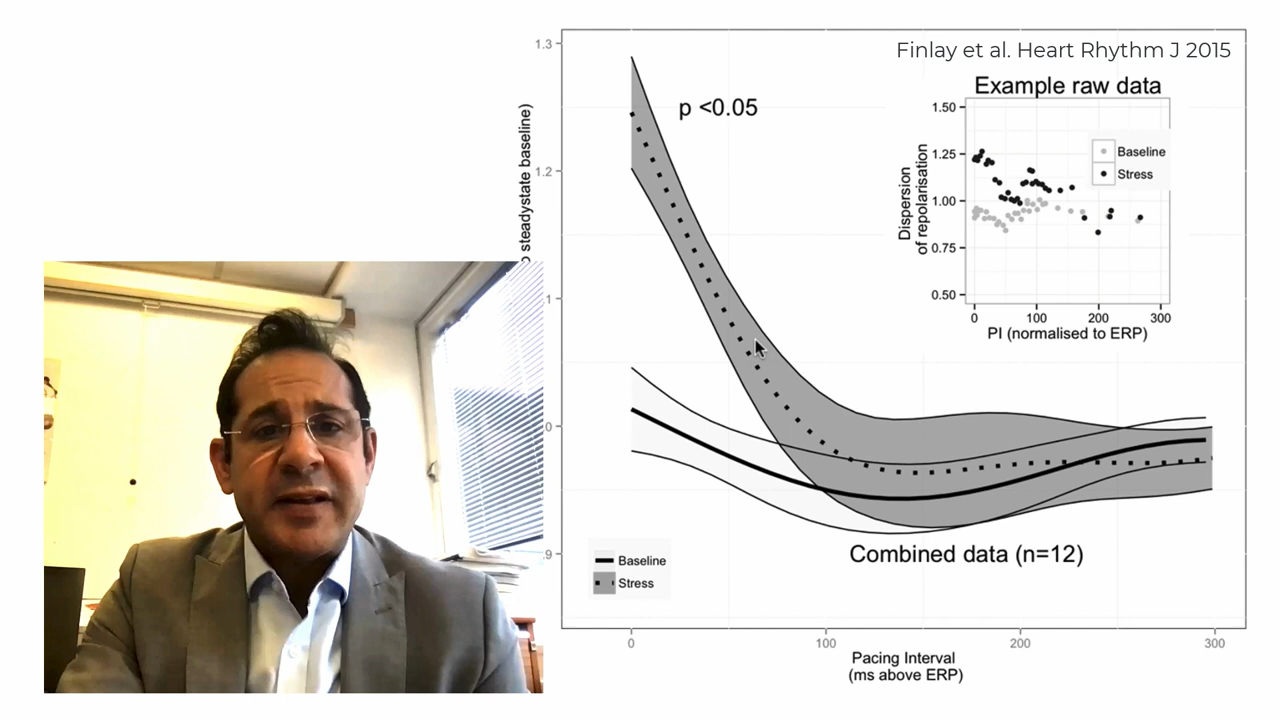 Finlay et al. Heart Rhythm J 2015
Example raw data
1.50
1.25
1.00
0.75
0.50
Dispersion
of repolarisation
Baseline
Stress
0 100 200 300
PI (normalised to ERP)
p <0.05
1.3
1.2
steadystate baseline)
Combined data (n=12)
Baseline
Stress
0 100 200 300
Pacing Interval
(ms above ERP)